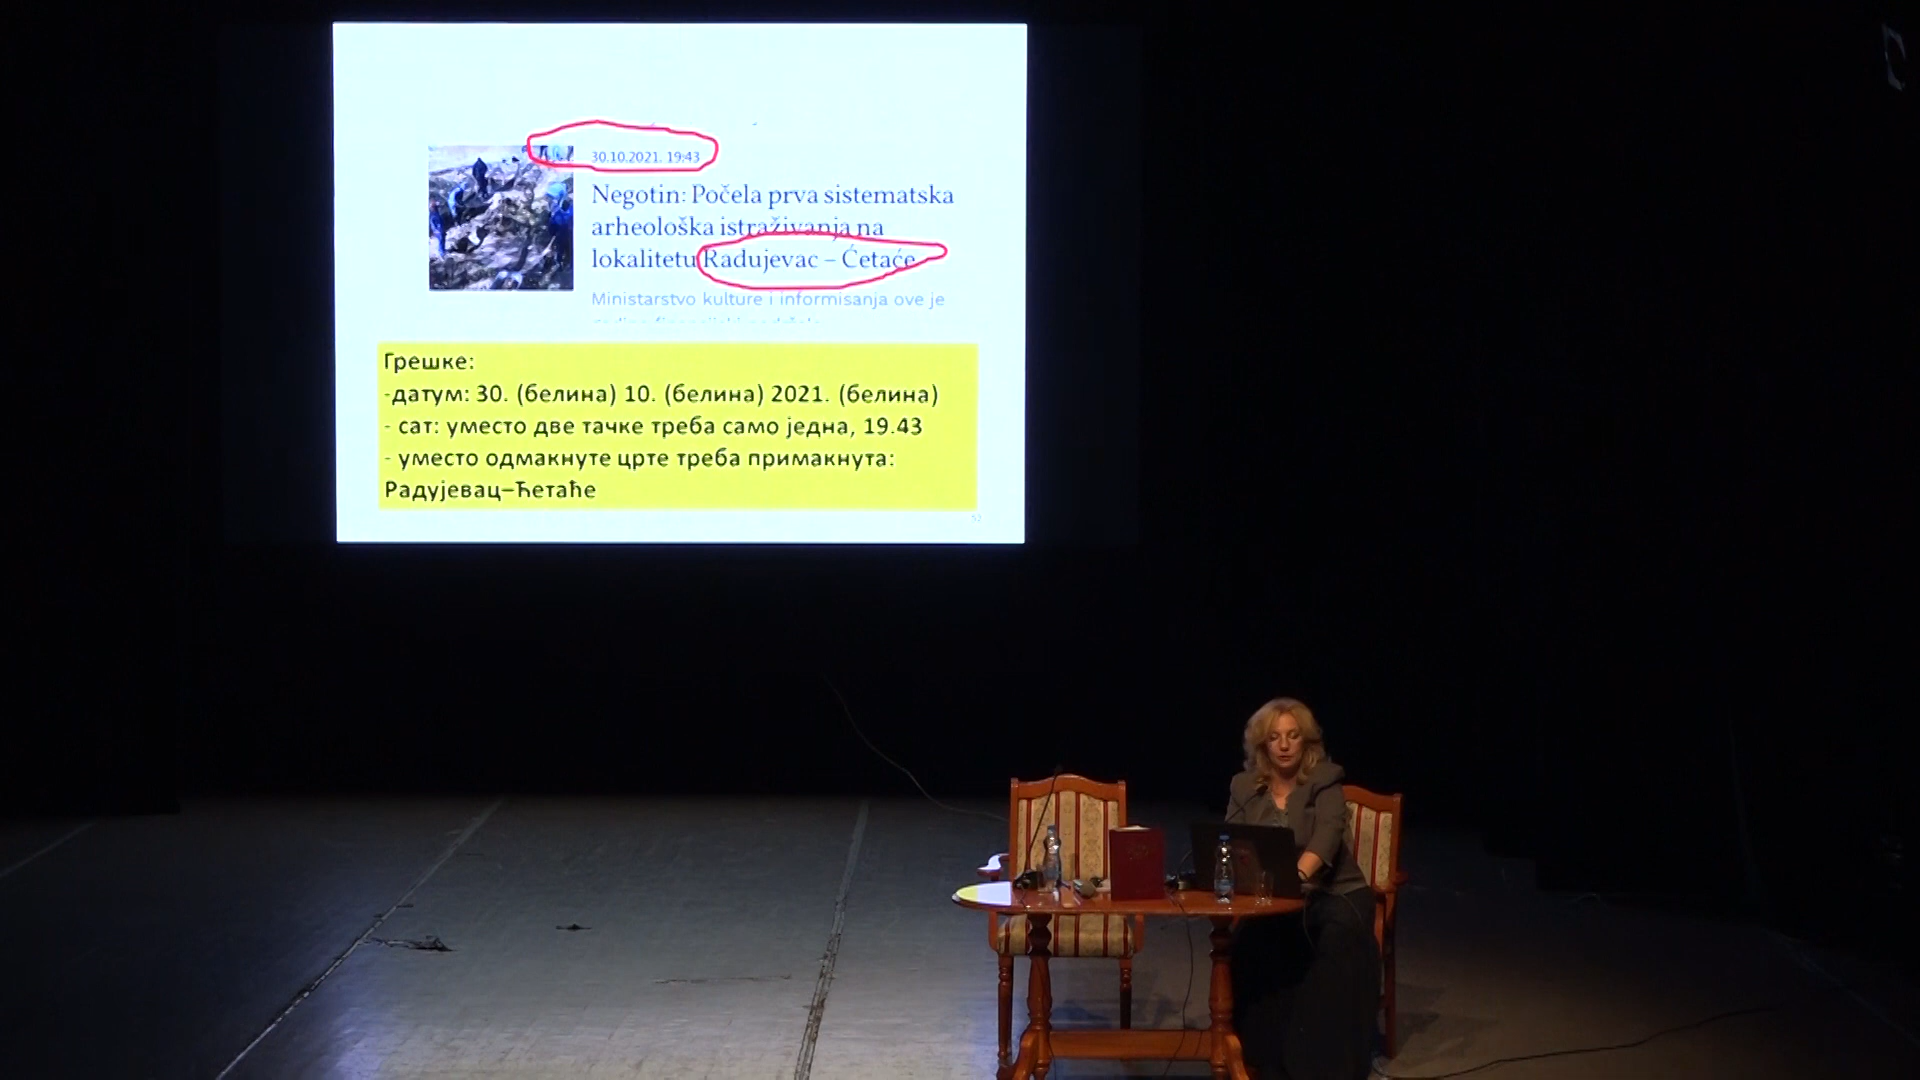 30.10.2021. 19:43
Negotin: Počela prva sistematska
arheološka istraživanja na
lokalitetu Radujevac – Ćetaće
Ministarstvo kulture i informisanja ove je
Грешке:
-датум: 30. (белина) 10. (белина) 2021. (белина)
- сат: уместо две тачке треба само једна, 19.43
- уместо одмакнуте црте треба примакнута:
Радујевац–Ћетаће
52